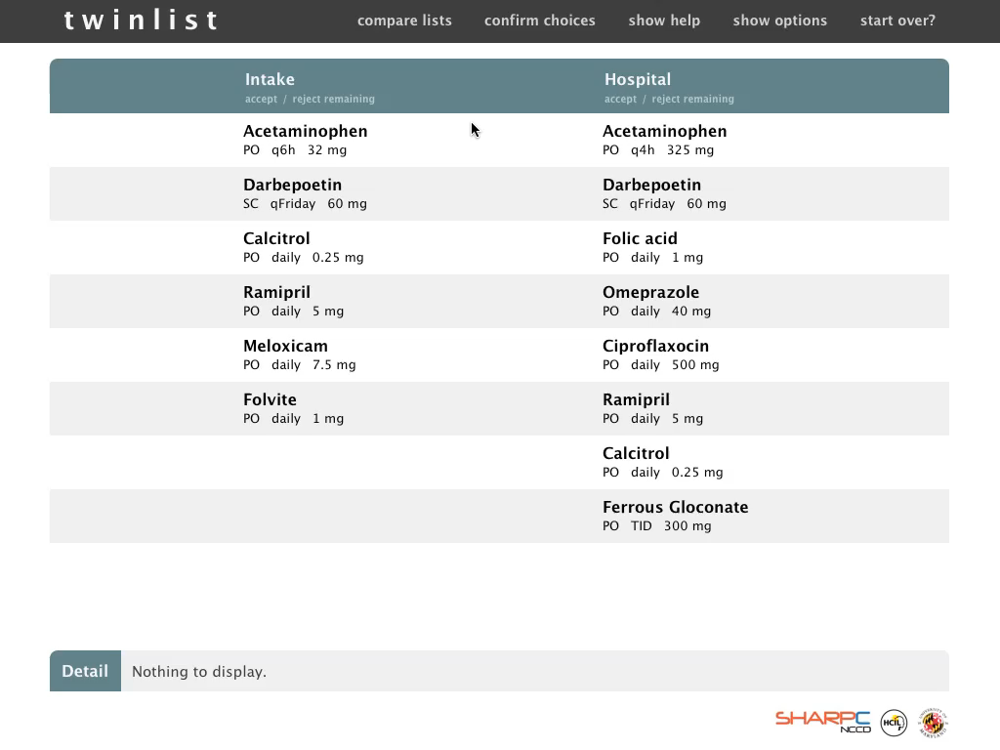 twinlist compare lists confirm choices show help show options start over?
Intake Hospital
accept / reject remaining accept / reject remaining
Acetaminophen Acetaminophen
PO q6h 32 mg PO q4h 325 mg
Darbepoetin Darbepoetin
SC qFriday 60 mg SC qFriday 60 mg
Calcitrol Folic acid
PO daily 0.25 mg PO daily 1 mg
Ramipril Omeprazole
PO daily 5 mg PO daily 40 mg
Meloxicam Ciproflaxocin
PO daily 7.5 mg PO daily 500 mg
Folvite Ramipril
PO daily 1 mg PO daily 5 mg
Calcitrol
PO daily 0.25 mg
Ferrous Gloconate
PO TID 300 mg
Detail Nothing to display.
SHARPC HCIL
NCCD